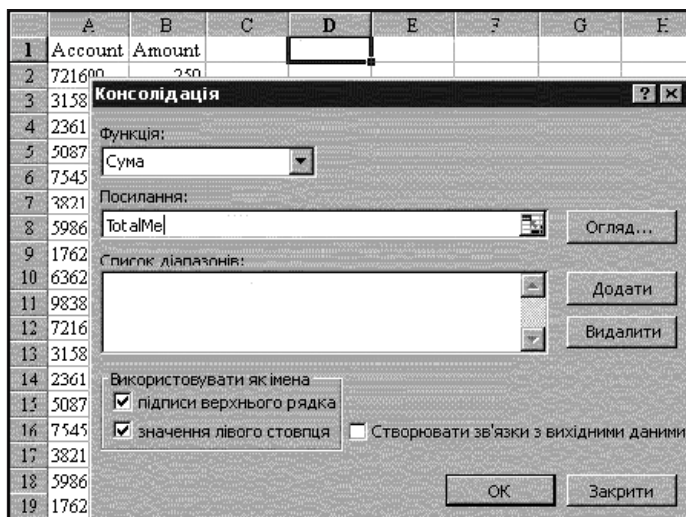 A B C D E F G H
1 Account Amount
2 721600 250
3 3158
4 2361
5 5087
6 7545
7 3821
8 5986
9 1762
10 6362
11 9838
12 7216
13 3158
14 2361
15 5087
16 7545
17 3821
18 5986
19 1762
Консолідація
Функція:
Сума
Посилання:
TotalMe
Огляд...
Список діапазонів:
Додати
Видалити
Використовувати як імена
підписи верхнього рядка
значення лівого стовпця
Створювати зв'язки з вихідними даними
OK
Закрити